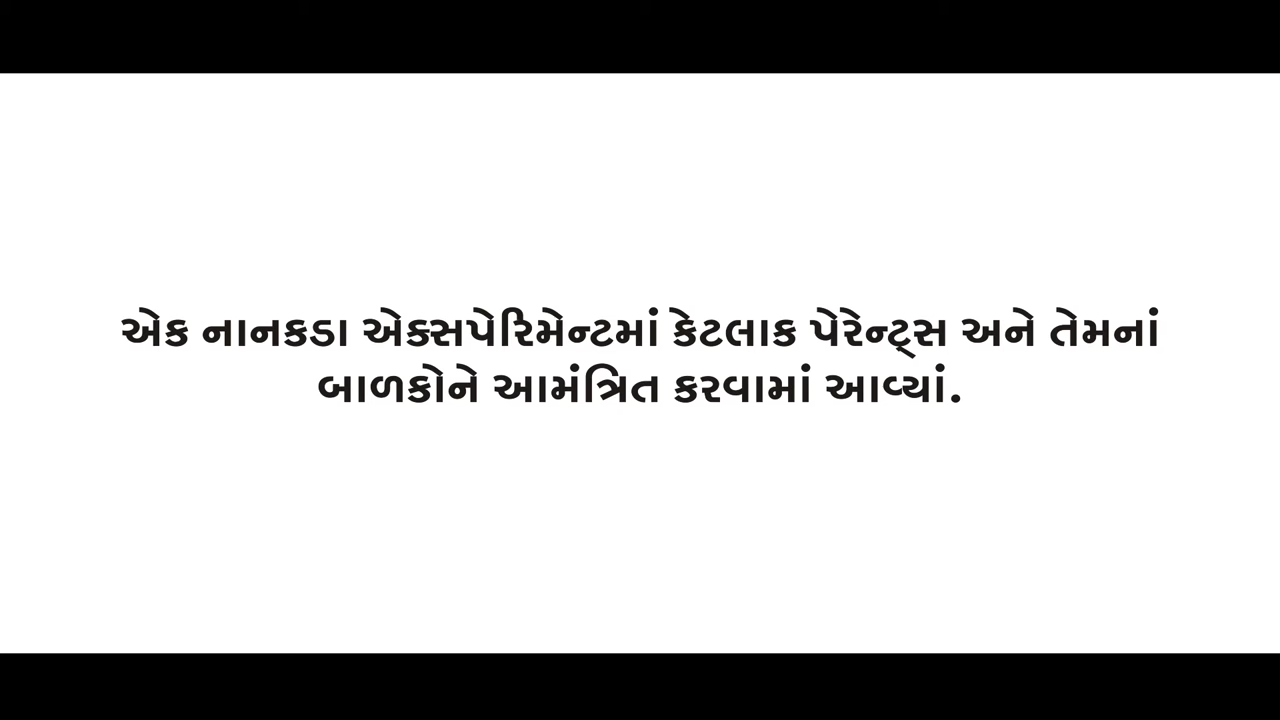 એક નાનકડા એક્સપેરિમેન્ટમાં કેટલાક પેરેન્ટ્સ અને તેમનાં
બાળકોને આમંત્રિત કરવામાં આવ્યાં.